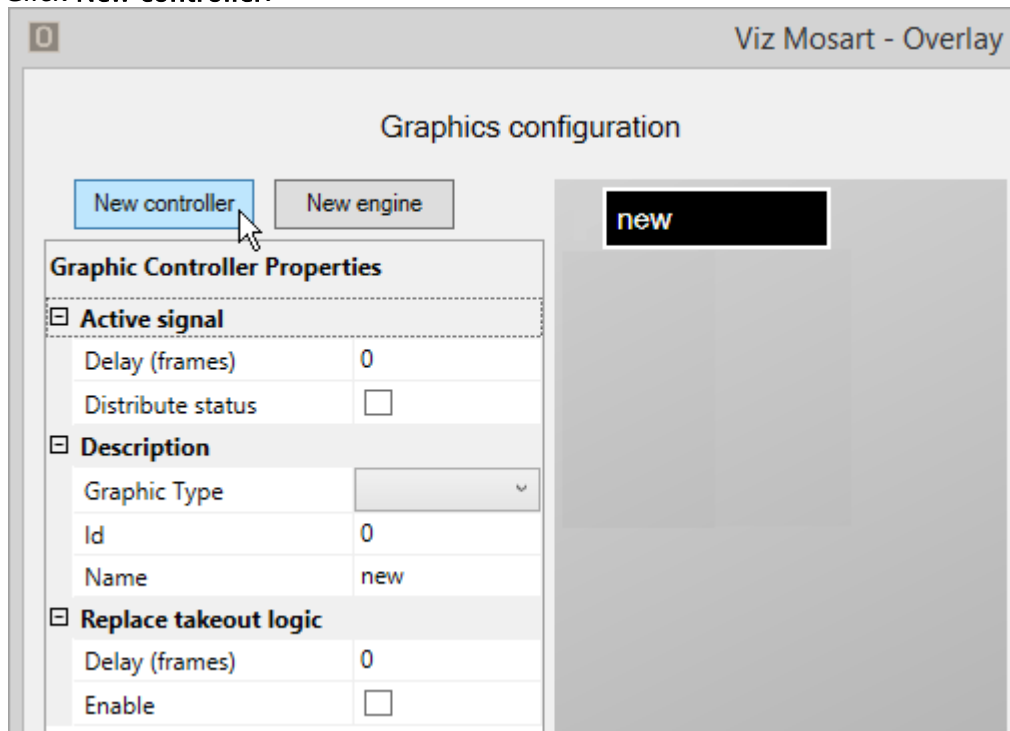 Click New controller.
O
Viz Mosart - Overlay
Graphics configuration
New controller
New engine
new
Graphic Controller Properties
Active signal
Delay (frames) 0
Distribute status
Description
Graphic Type
Id 0
Name new
Replace takeout logic
Delay (frames) 0
Enable